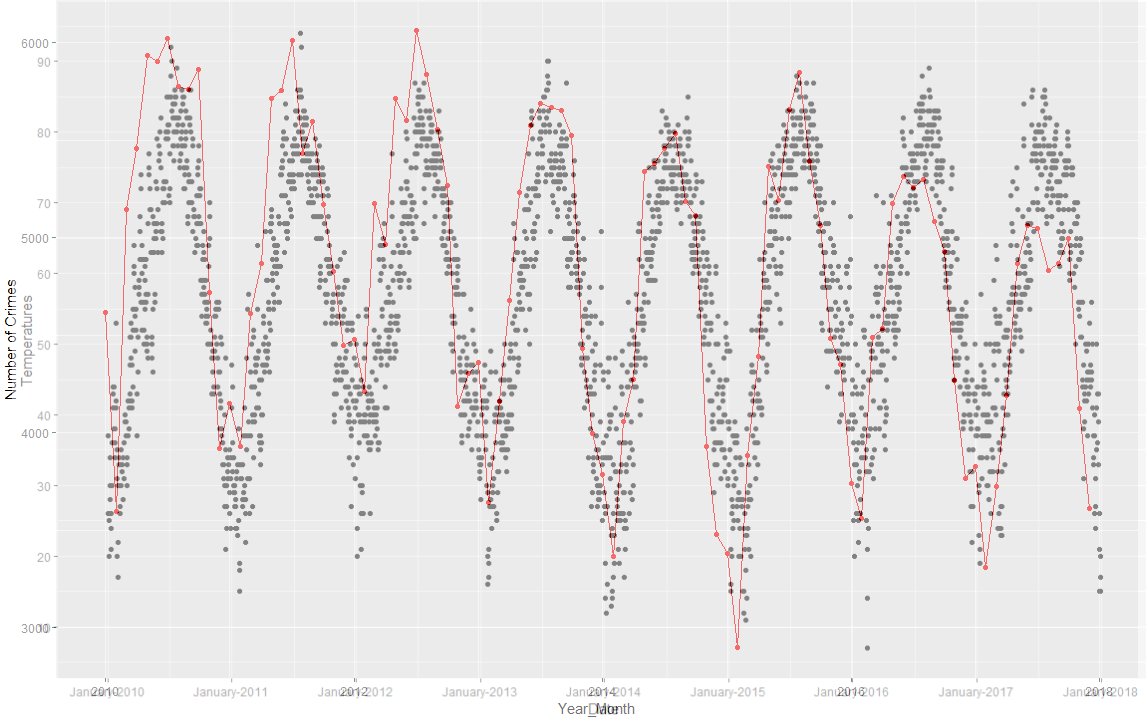 6000
90
80
70
5000
60
50
40
4000
30
20
3000
10
Number of Crimes
Temperatures
January-2010
2010
January-2011
January-2012
2012
January-2013
January-2014
2014
January-2015
January-2016
2016
January-2017
January-2018
2018
Year_Month
Date